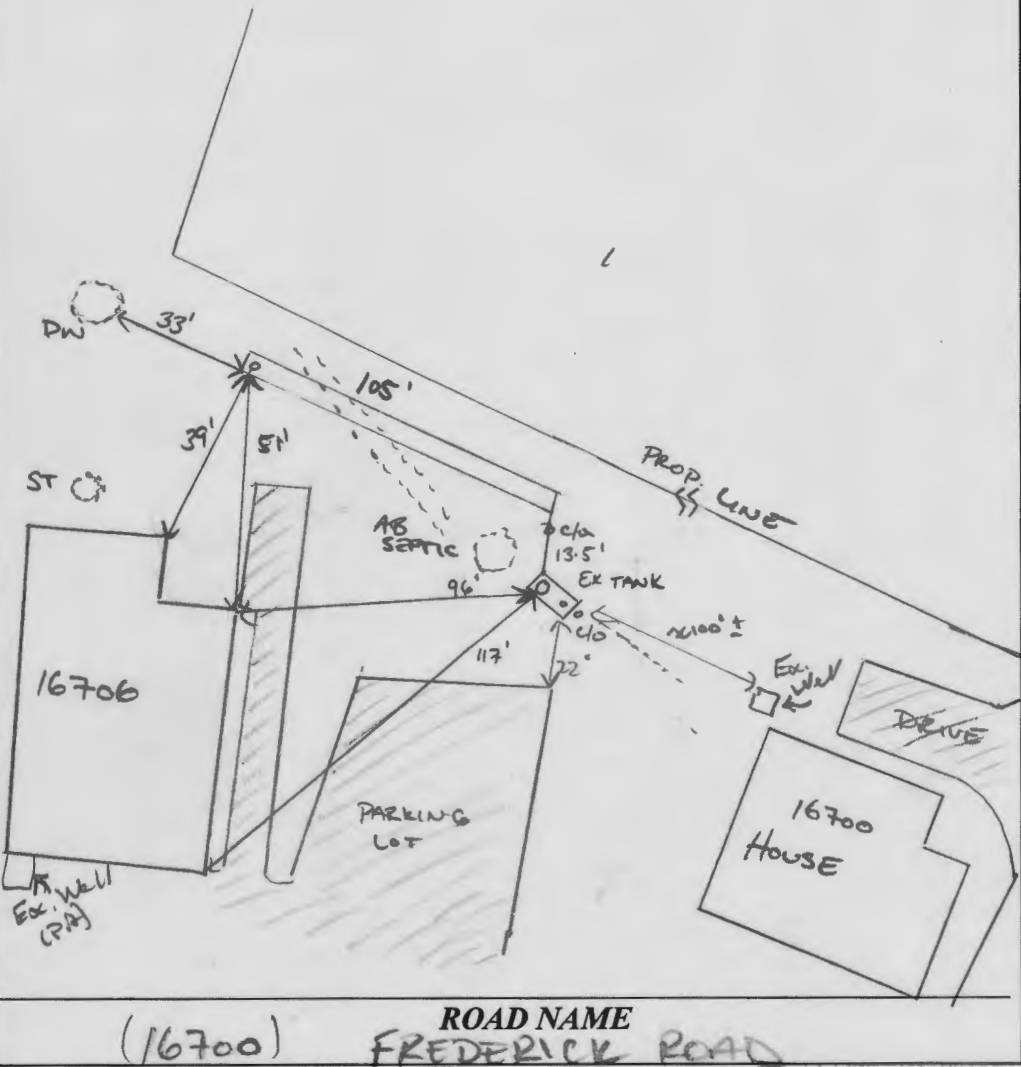 DW
33'
105'
39'
51'
ST
PROP. LINE
AB
SEPTIC
c/o
13.5'
EX TANK
96'
c/o
≈100' ±
117'
22'
Ex.
Well
DRIVE
16706
PARKING
LOT
16700
HOUSE
Ex. Well
ROAD NAME
(16700) FREDERICK ROAD